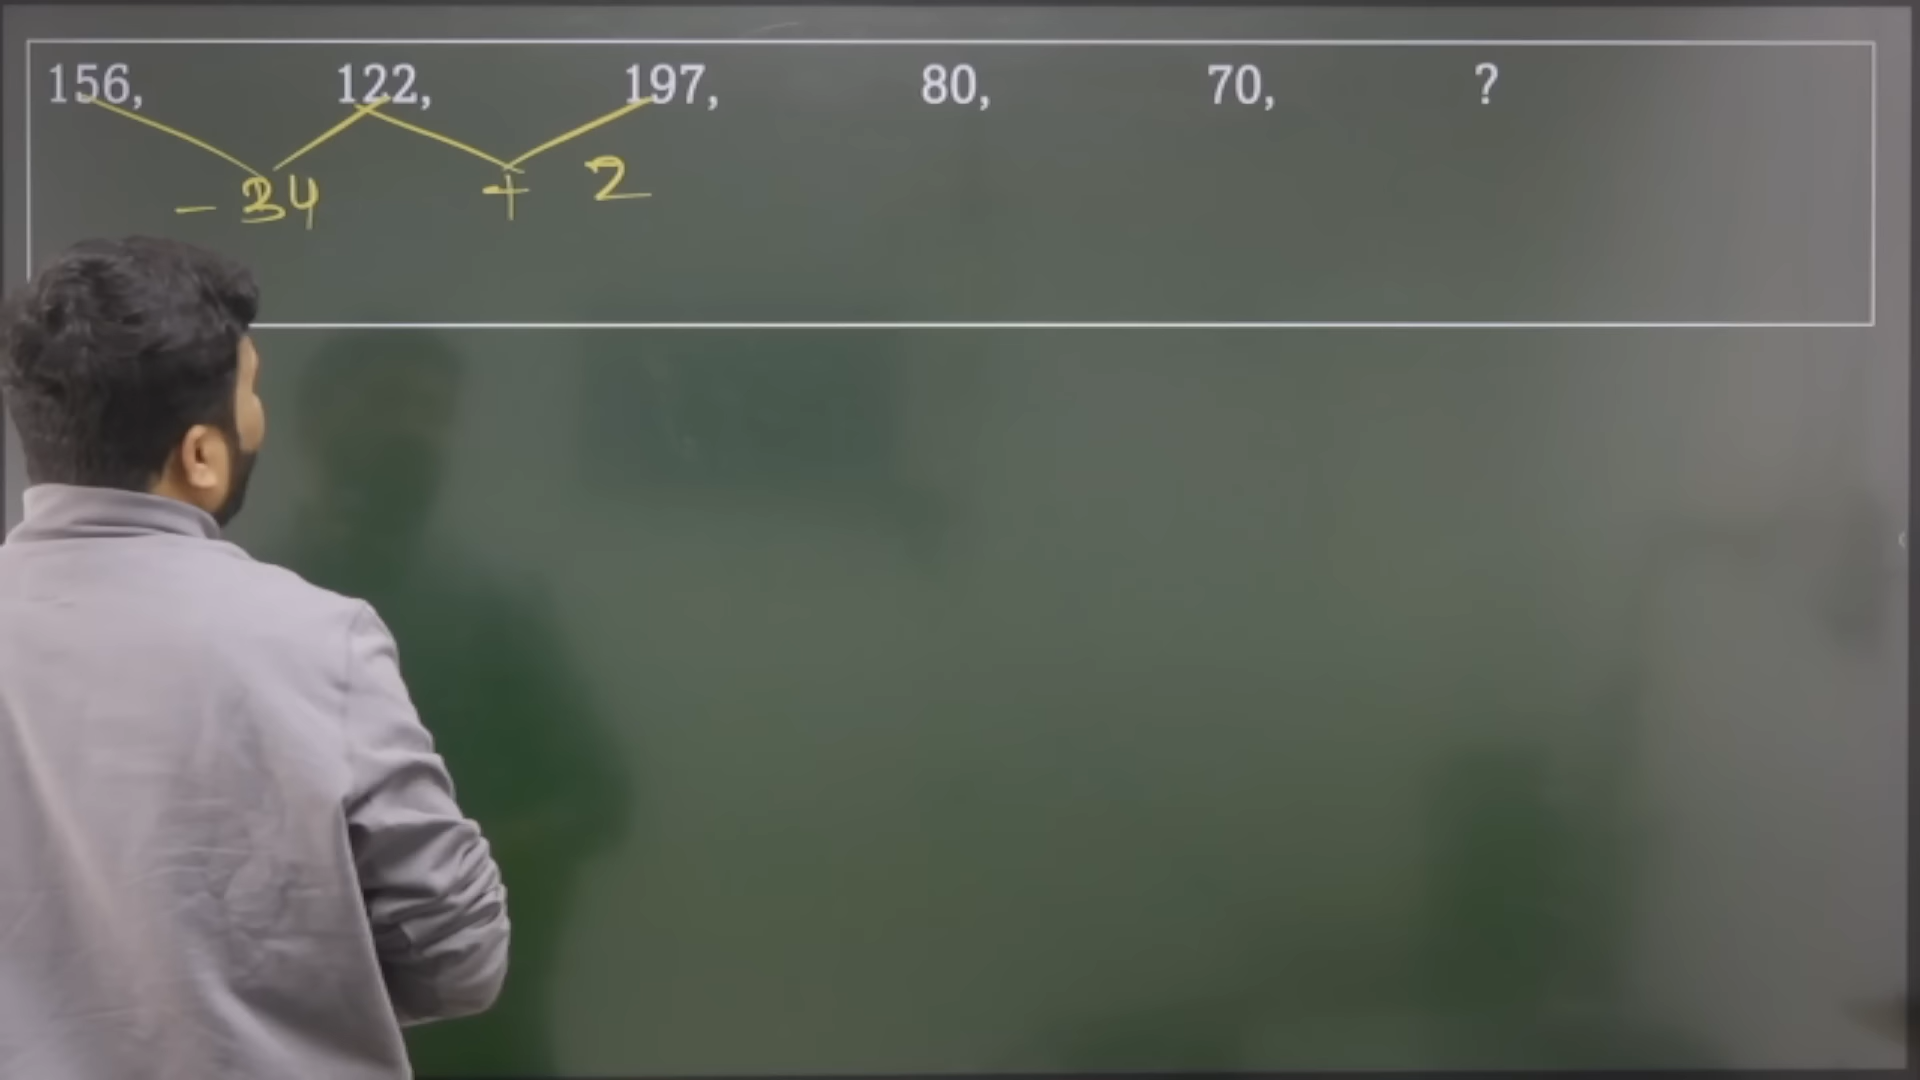 156, 122, 197, 80, 70, ?
- 34 + 2